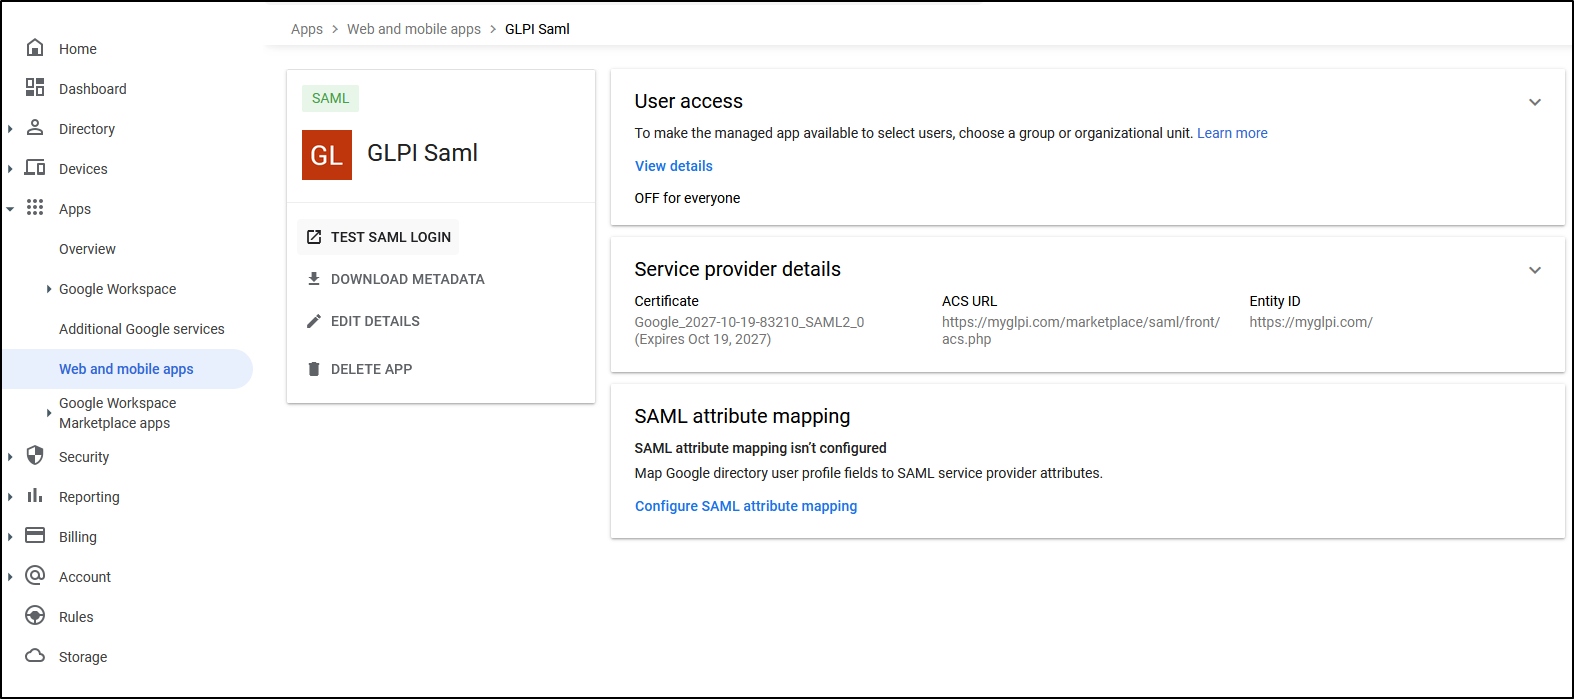 Home
Dashboard
Directory
Devices
Apps
Overview
Google Workspace
Additional Google services
Web and mobile apps
Google Workspace
Marketplace apps
Security
Reporting
Billing
Account
Rules
Storage
Apps > Web and mobile apps > GLPI Saml
SAML
GL GLPI Saml
TEST SAML LOGIN
DOWNLOAD METADATA
EDIT DETAILS
DELETE APP
User access
To make the managed app available to select users, choose a group or organizational unit. Learn more
View details
OFF for everyone
Service provider details
Certificate
Google_2027-10-19-83210_SAML2_0
(Expires Oct 19, 2027)
ACS URL
https://myglpi.com/marketplace/saml/front/
acs.php
Entity ID
https://myglpi.com/
SAML attribute mapping
SAML attribute mapping isn't configured
Map Google directory user profile fields to SAML service provider attributes.
Configure SAML attribute mapping